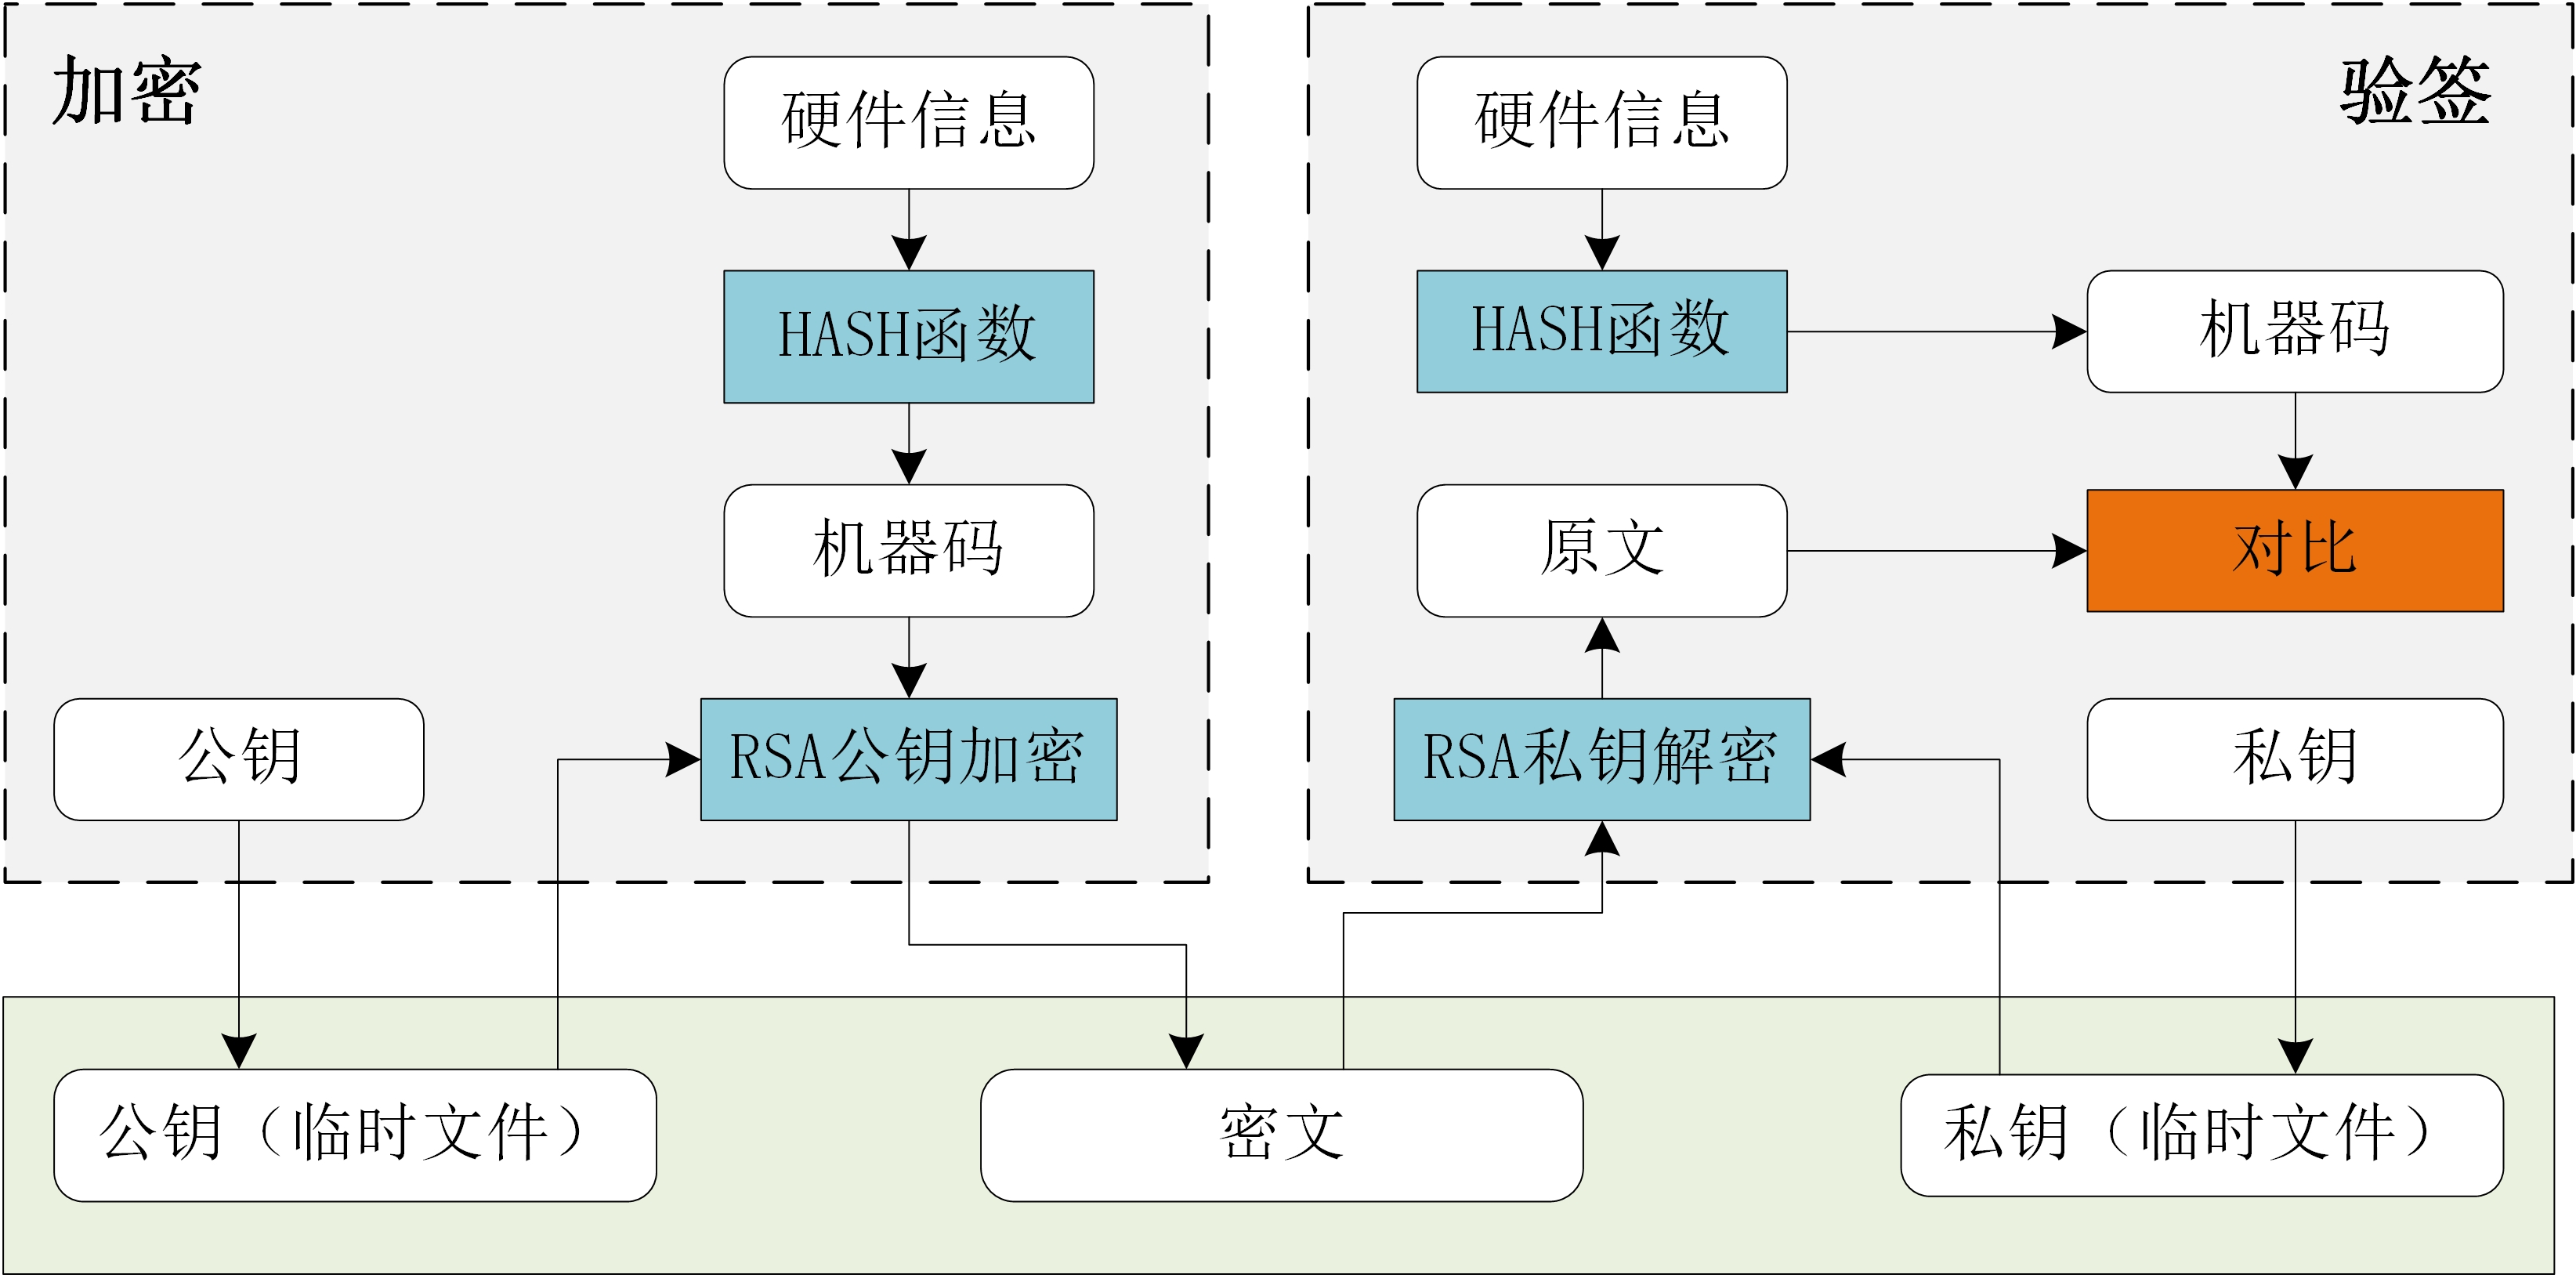 加密
硬件信息
HASH函数
机器码
公钥
RSA公钥加密
验签
硬件信息
HASH函数
机器码
原文
对比
RSA私钥解密
私钥
公钥（临时文件）
密文
私钥（临时文件）